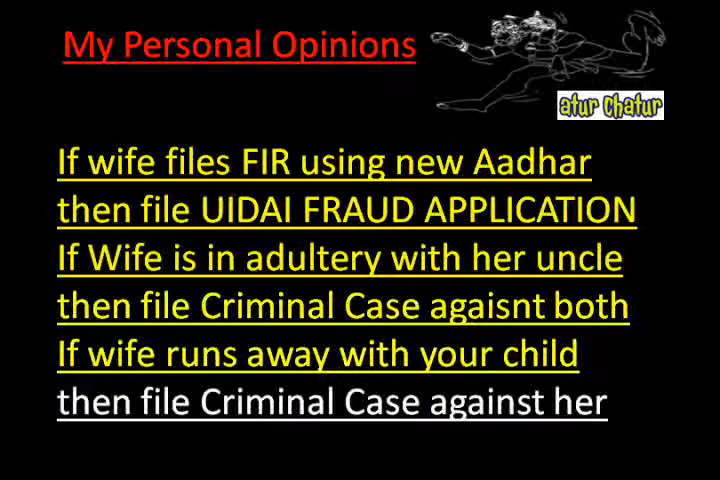 My Personal Opinions
atur Chatur
If wife files FIR using new Aadhar
then file UIDAI FRAUD APPLICATION
If Wife is in adultery with her uncle
then file Criminal Case agaisnt both
If wife runs away with your child
then file Criminal Case against her